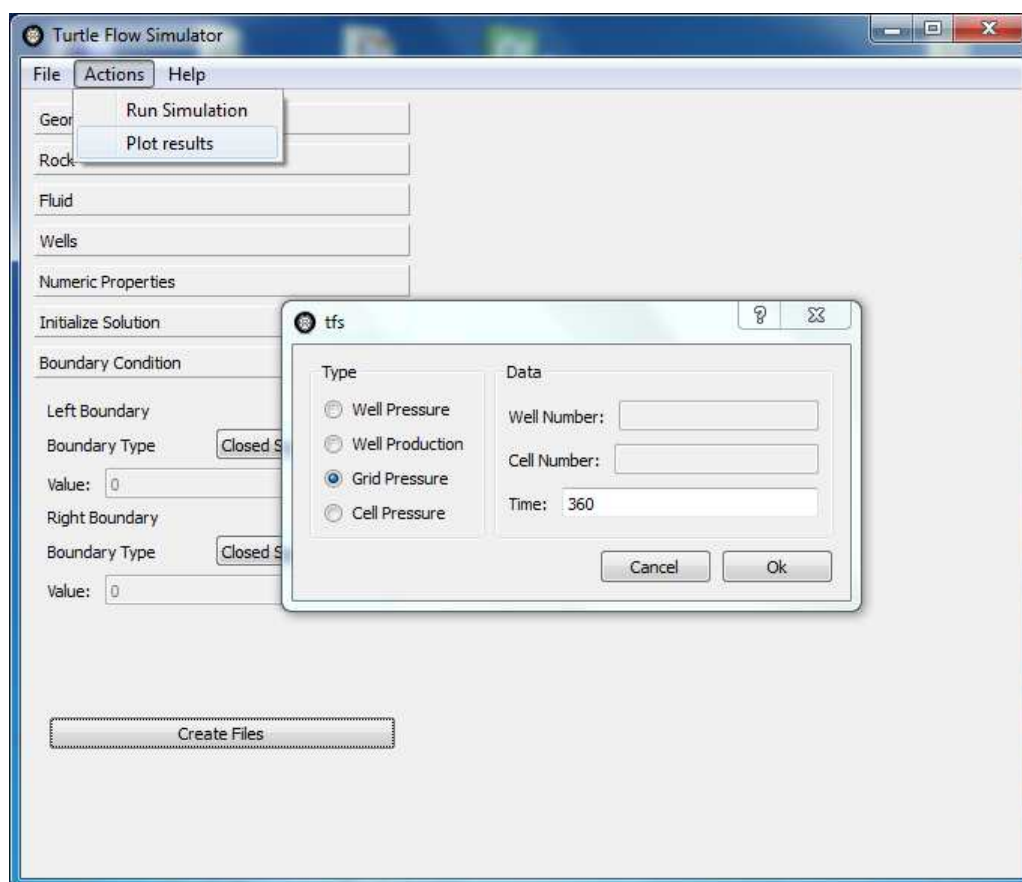 Turtle Flow Simulator
File Actions Help
Run Simulation
Plot results
Rock
Fluid
Wells
Numeric Properties
Initialize Solution
Boundary Condition
Left Boundary
Boundary Type Closed S
Value: 0
Right Boundary
Boundary Type Closed S
Value: 0
Create Files
tfs
Type
Well Pressure
Well Production
Grid Pressure
Cell Pressure
Data
Well Number:
Cell Number:
Time: 360
Cancel Ok